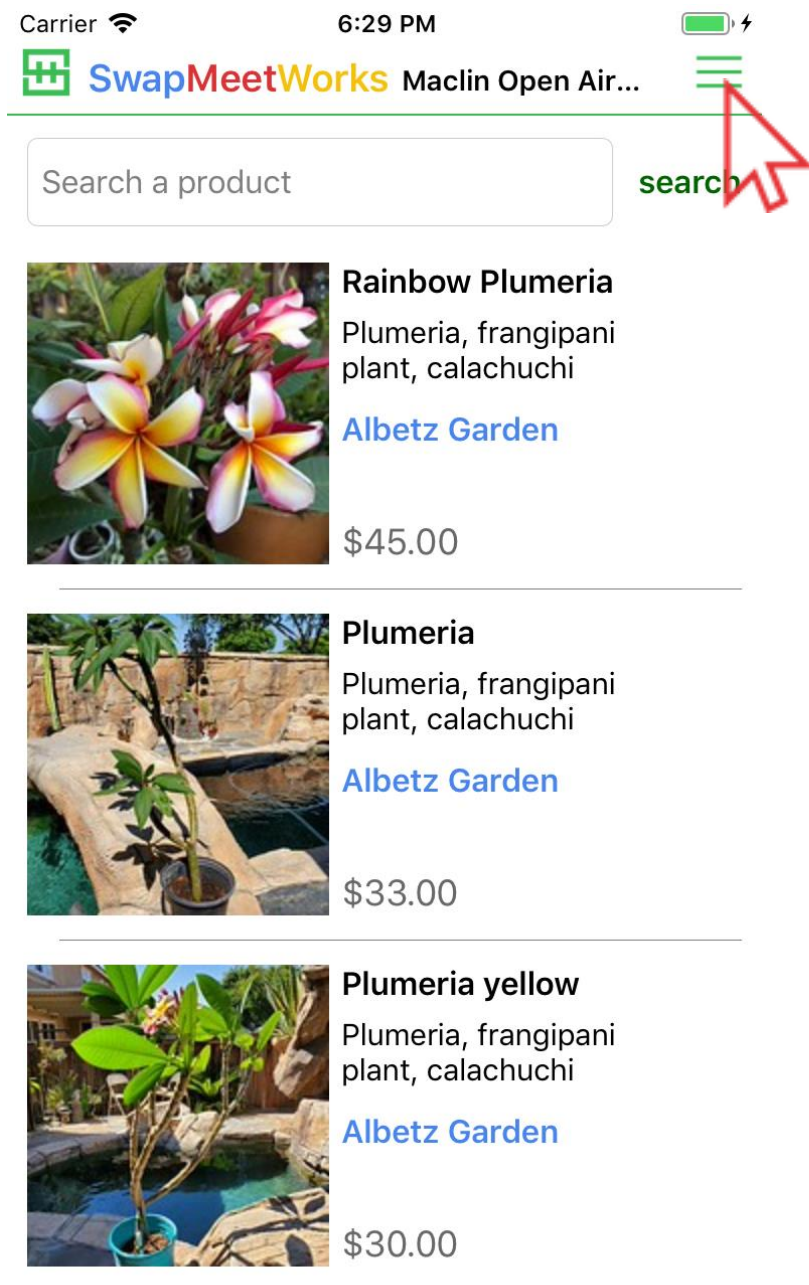 Carrier 6:29 PM
SwapMeetWorks Maclin Open Air...
Search a product search
Rainbow Plumeria
Plumeria, frangipani
plant, calachuchi
Albetz Garden
$45.00
Plumeria
Plumeria, frangipani
plant, calachuchi
Albetz Garden
$33.00
Plumeria yellow
Plumeria, frangipani
plant, calachuchi
Albetz Garden
$30.00